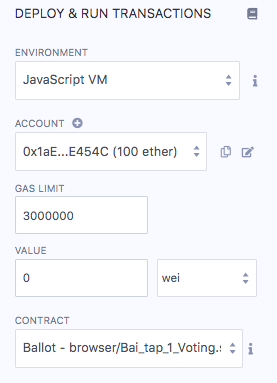 DEPLOY & RUN TRANSACTIONS
ENVIRONMENT
JavaScript VM
ACCOUNT
0x1aE...E454C (100 ether)
GAS LIMIT
3000000
VALUE
0 wei
CONTRACT
Ballot - browser/Bai_tap_1_Voting.s